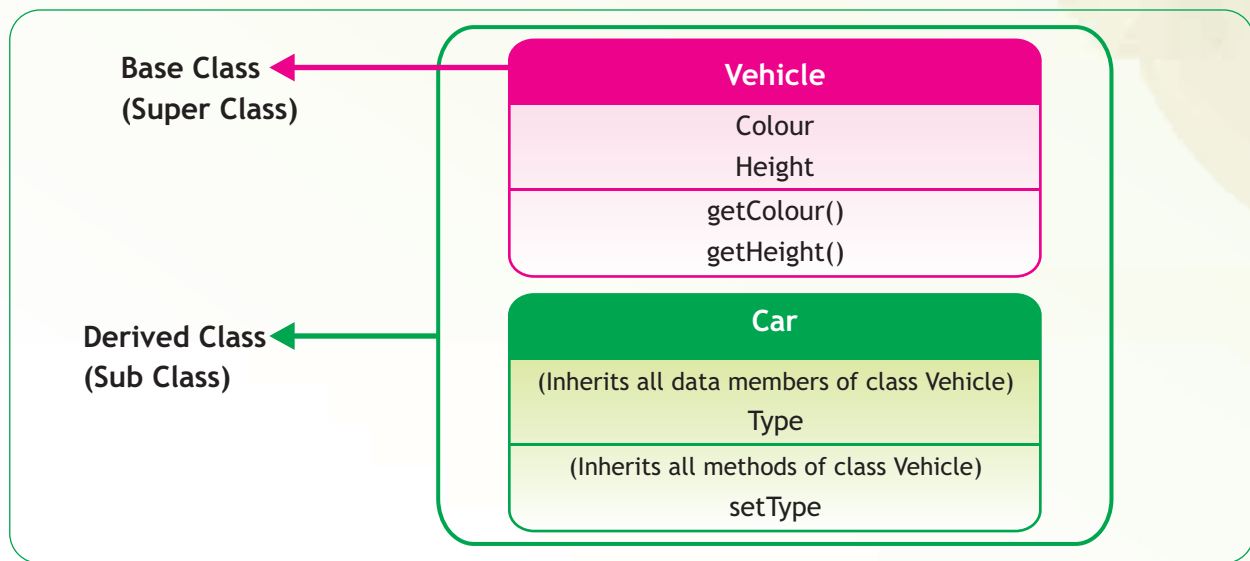 Base Class
(Super Class)
Vehicle
Colour
Height
getColour()
getHeight()
Derived Class
(Sub Class)
Car
(Inherits all data members of class Vehicle)
Type
(Inherits all methods of class Vehicle)
setType